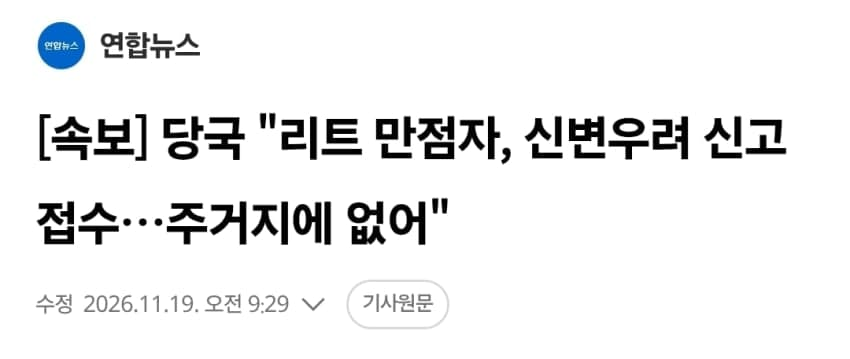 연합뉴스 연합뉴스
[속보] 당국 "리트 만점자, 신변우려 신고
접수…주거지에 없어"
수정 2026.11.19. 오전 9:29 기사원문